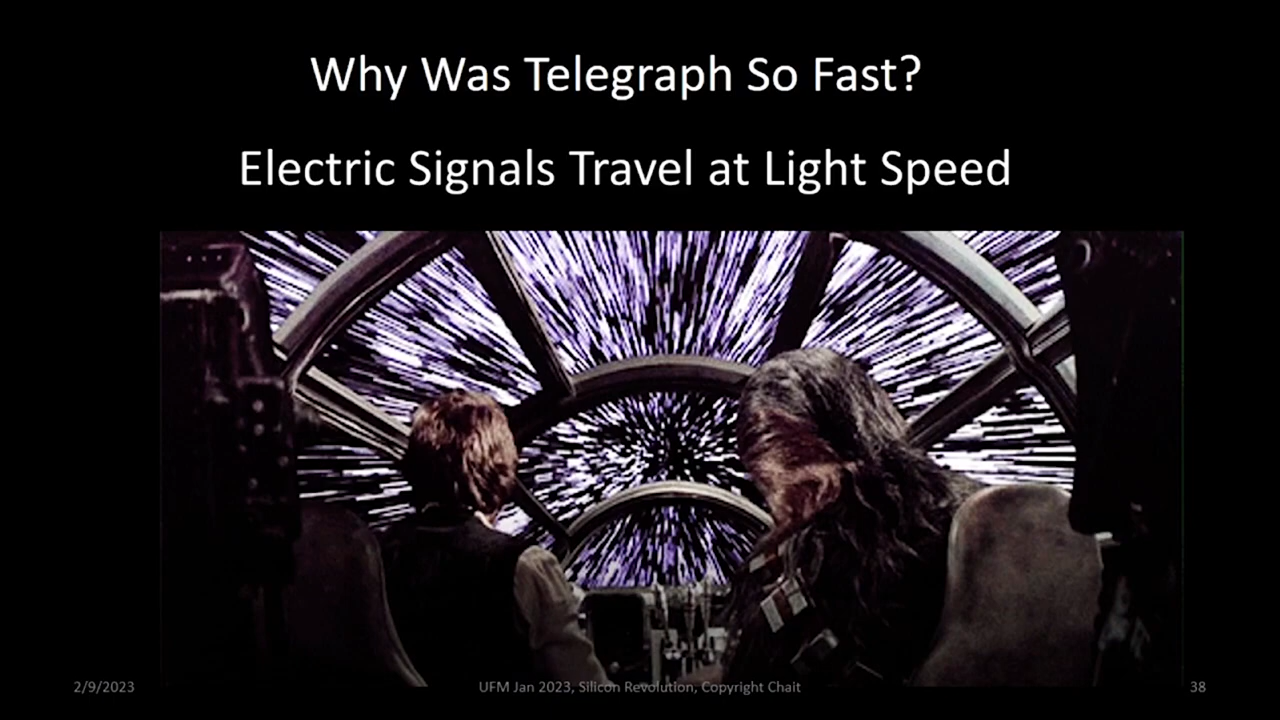 Why Was Telegraph So Fast?
Electric Signals Travel at Light Speed
2/9/2023
UFM Jan 2023, Silicon Revolution, Copyright Chait
38